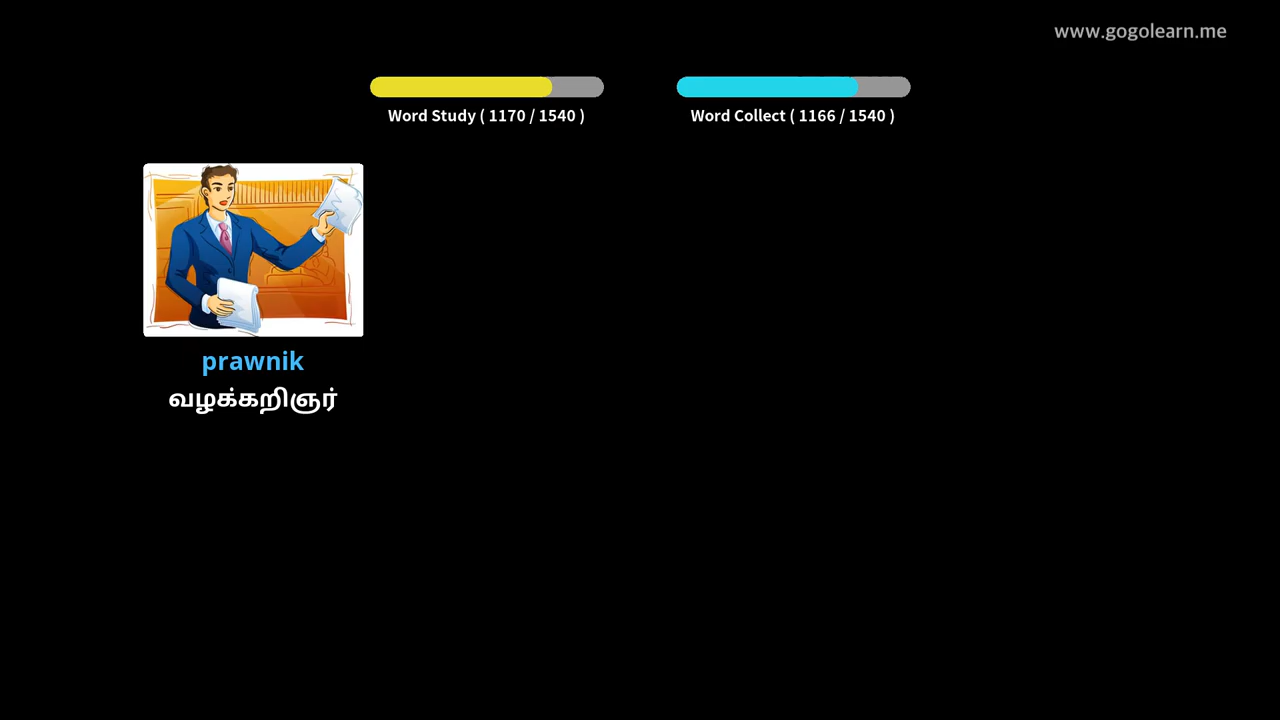 www.gogolearn.me
Word Study ( 1170 / 1540 )
Word Collect ( 1166 / 1540 )
prawnik
வழக்கறிஞர்